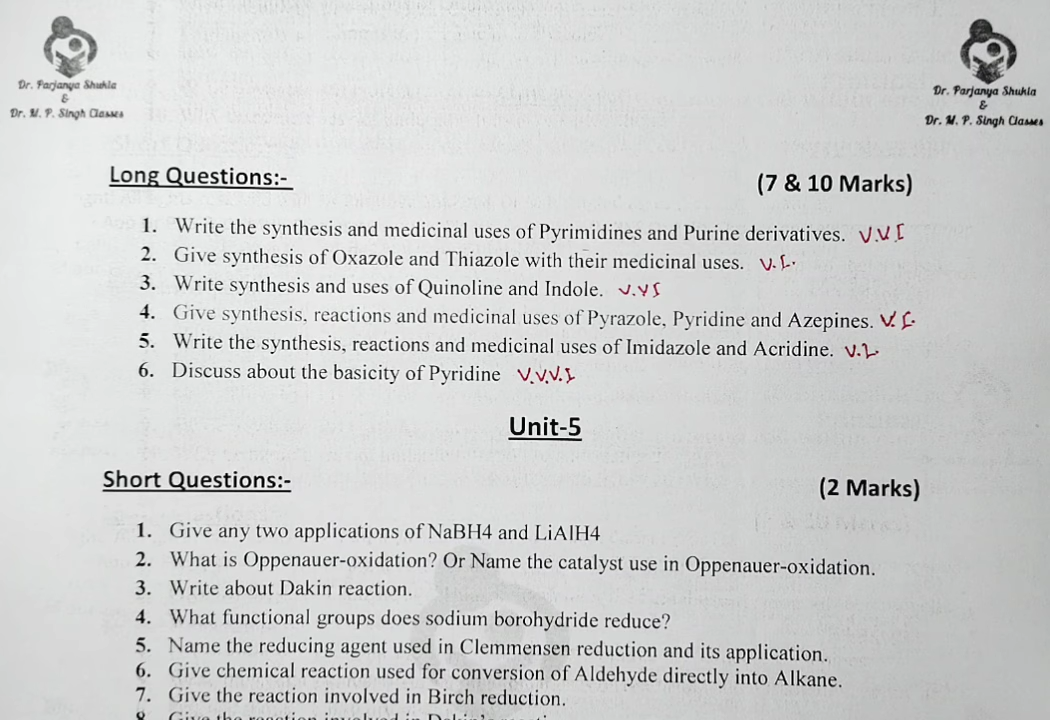 Dr. Parjanya Shukla
&
Dr. M. P. Singh Classes
Dr. Parjanya Shukla
&
Dr. M. P. Singh Classes
Long Questions:- (7 & 10 Marks)
1. Write the synthesis and medicinal uses of Pyrimidines and Purine derivatives. V.V.I
2. Give synthesis of Oxazole and Thiazole with their medicinal uses. V.I.
3. Write synthesis and uses of Quinoline and Indole. V.V I
4. Give synthesis, reactions and medicinal uses of Pyrazole, Pyridine and Azepines. V.I.
5. Write the synthesis, reactions and medicinal uses of Imidazole and Acridine. V.I.
6. Discuss about the basicity of Pyridine V.V.V.I
Unit-5
Short Questions:- (2 Marks)
1. Give any two applications of NaBH4 and LiAlH4
2. What is Oppenauer-oxidation? Or Name the catalyst use in Oppenauer-oxidation.
3. Write about Dakin reaction.
4. What functional groups does sodium borohydride reduce?
5. Name the reducing agent used in Clemmensen reduction and its application.
6. Give chemical reaction used for conversion of Aldehyde directly into Alkane.
7. Give the reaction involved in Birch reduction.